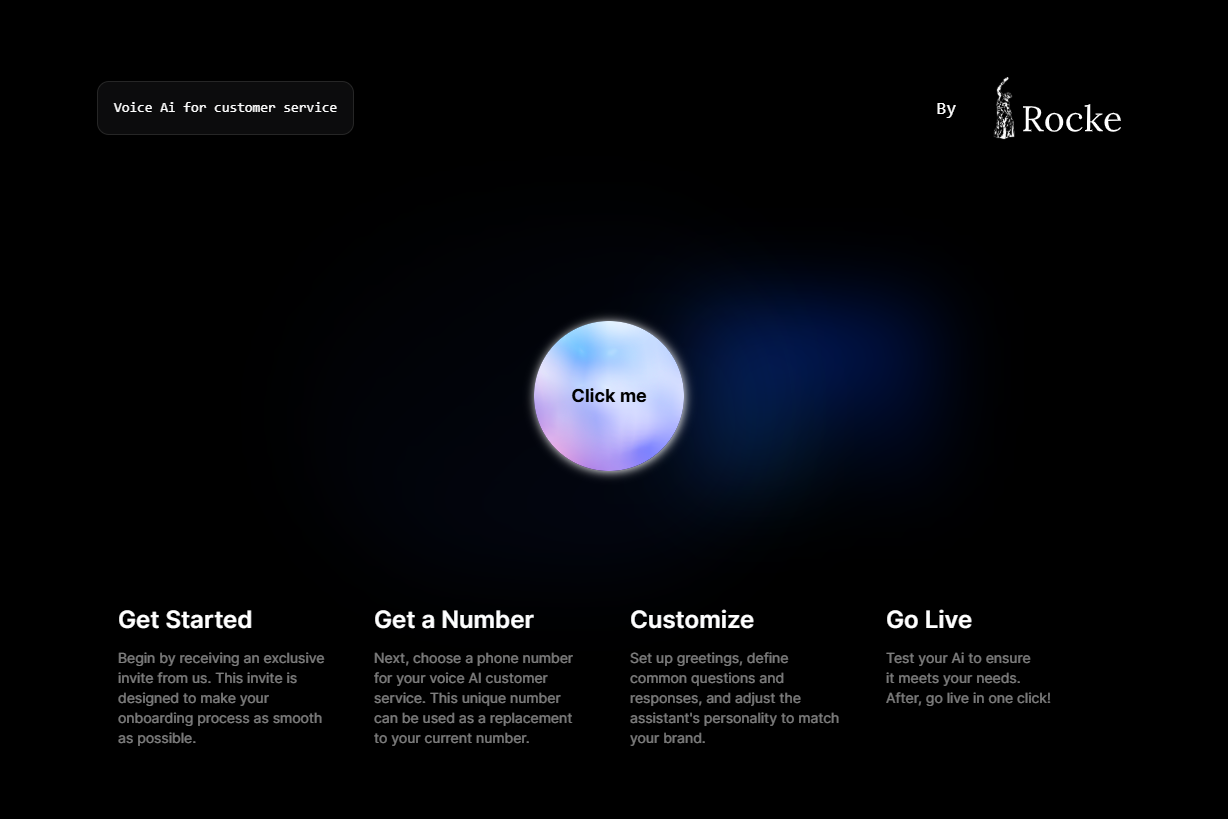 Voice Ai for customer service
By
Rocke
Click me
Get Started
Begin by receiving an exclusive
invite from us. This invite is
designed to make your
onboarding process as smooth
as possible.
Get a Number
Next, choose a phone number
for your voice AI customer
service. This unique number
can be used as a replacement
to your current number.
Customize
Set up greetings, define
common questions and
responses, and adjust the
assistant's personality to match
your brand.
Go Live
Test your Ai to ensure
it meets your needs.
After, go live in one click!